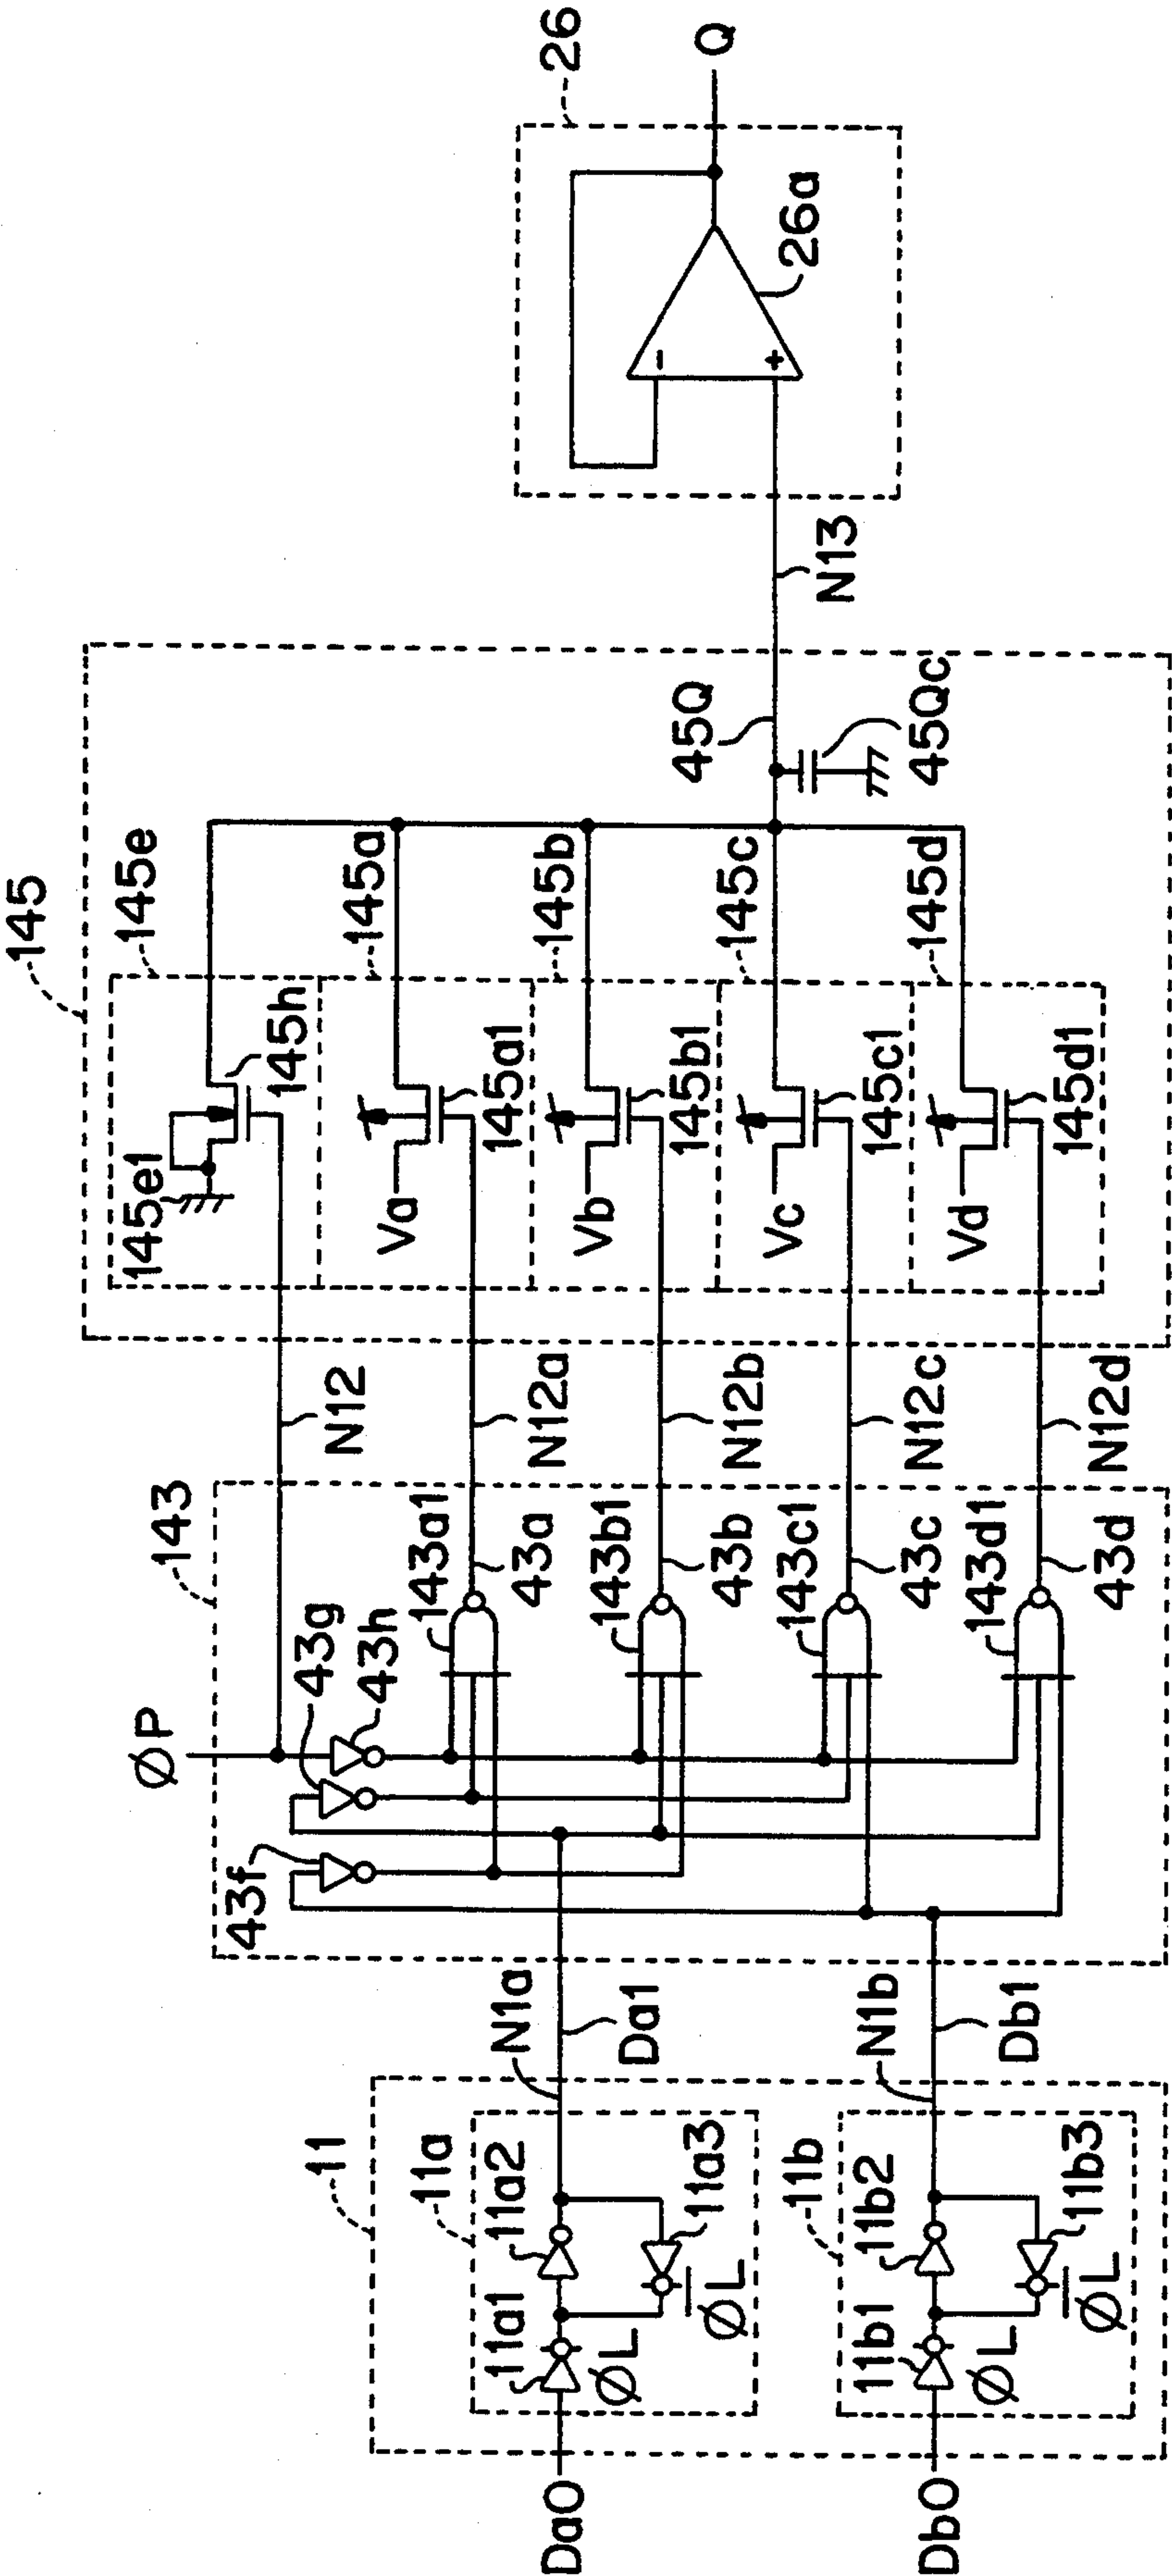 145
26
145e
145e1
145h
Q
ØP
143
N12
43g
43h
143a1
43a
N12a
Va
145a1
145a
26a
−
+
43f
143b1
43b
N12b
Vb
145b1
145b
45Q
N13
45Qc
11
11a
11a1
11a2
11a3
ØL
ØL
Da0
N1a
Da1
143c1
43c
N12c
Vc
145c1
145c
11b
11b1
11b2
11b3
ØL
ØL
Db0
N1b
Db1
143d1
43d
N12d
Vd
145d1
145d